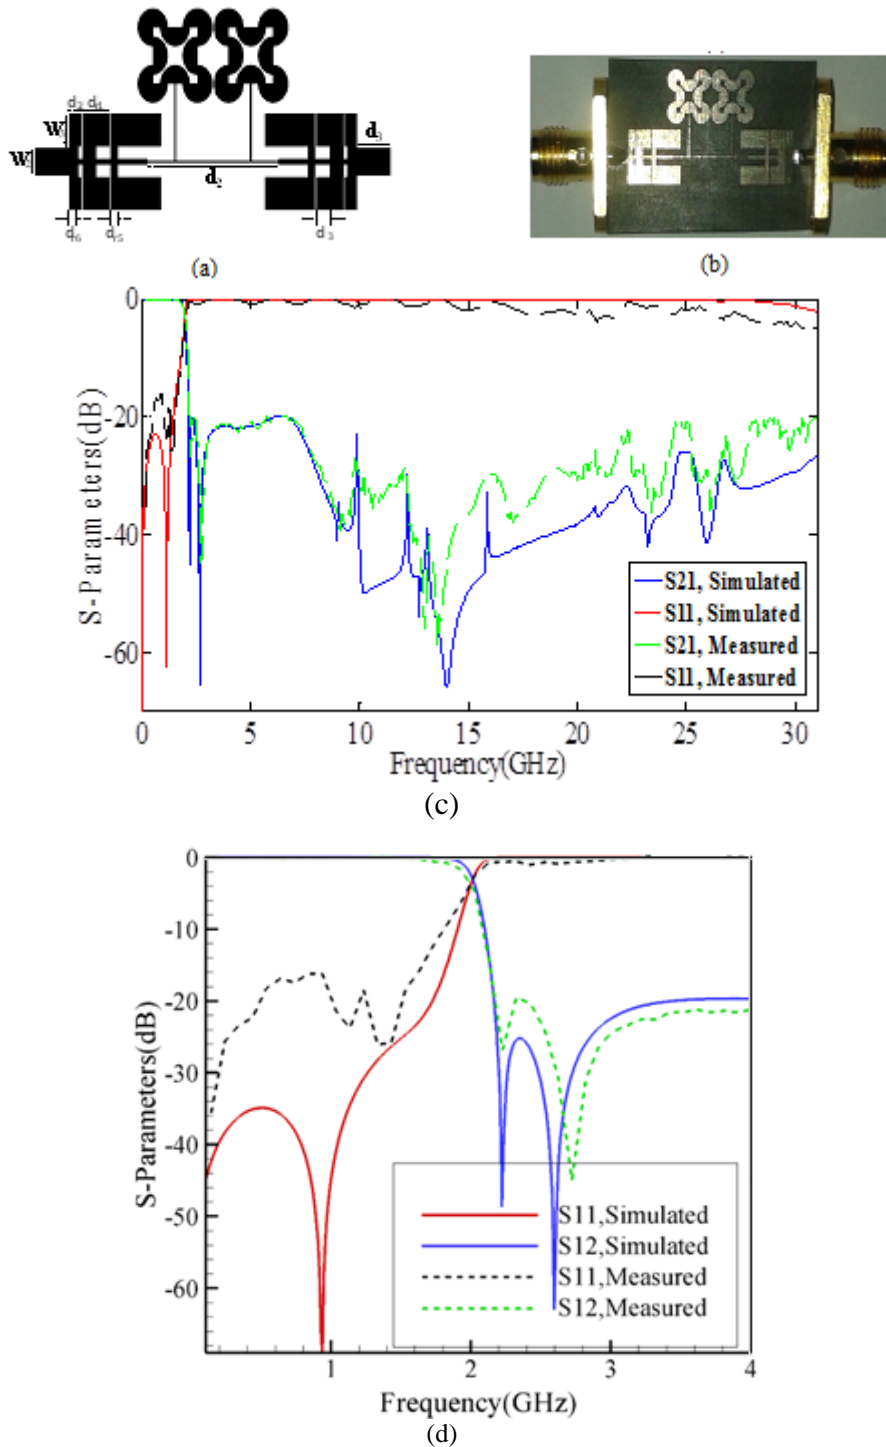 d₂ d₁
W
d₃
W
d₂
d₆ d₅ d₃
(a)
(b)
0
-20
-40
-60
S-Parameters(dB)
S21, Simulated
S11, Simulated
S21, Measured
S11, Measured
0 5 10 15 20 25 30
Frequency(GHz)
(c)
0
-10
-20
-30
-40
-50
-60
S-Parameters(dB)
S11,Simulated
S12,Simulated
S11,Measured
S12,Measured
1 2 3 4
Frequency(GHz)
(d)